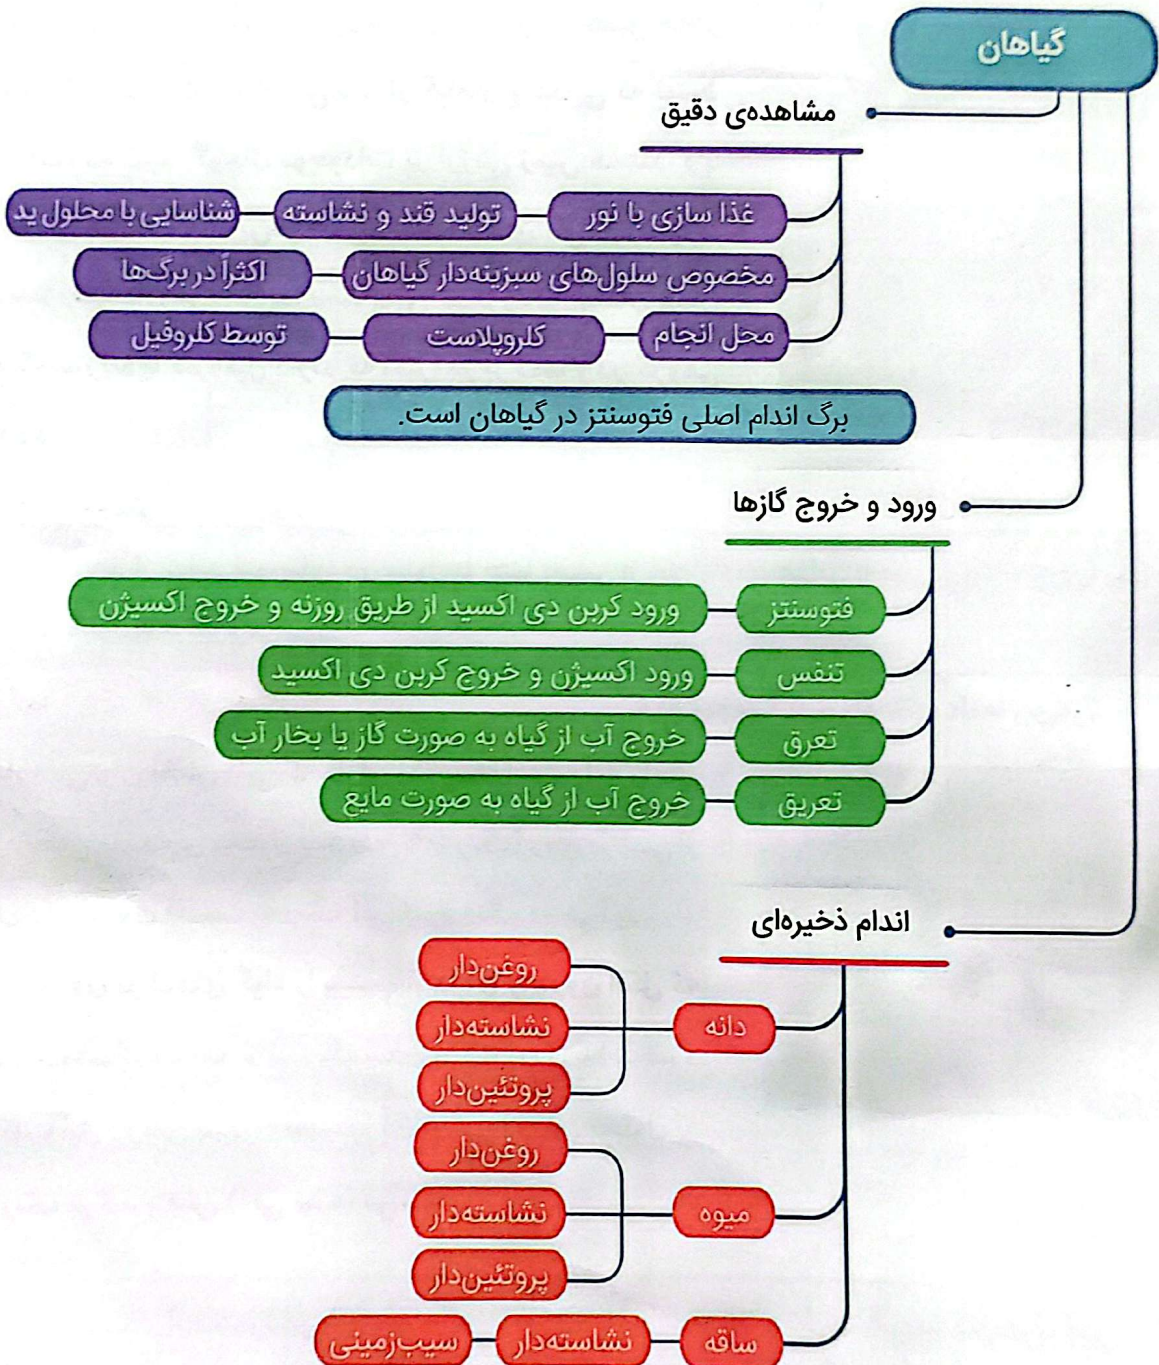 گیاهان
مشاهده‌ی دقیق
غذا سازی با نور
تولید قند و نشاسته
شناسایی با محلول ید
مخصوص سلول‌های سبزینه‌دار گیاهان
اکثراً در برگ‌ها
محل انجام
کلروپلاست
توسط کلروفیل
برگ اندام اصلی فتوسنتز در گیاهان است.
ورود و خروج گازها
فتوسنتز
ورود کربن دی اکسید از طریق روزنه و خروج اکسیژن
تنفس
ورود اکسیژن و خروج کربن دی اکسید
تعرق
خروج آب از گیاه به صورت گاز یا بخار آب
تعریق
خروج آب از گیاه به صورت مایع
اندام ذخیره‌ای
دانه
روغن‌دار
نشاسته‌دار
پروتئین‌دار
میوه
روغن‌دار
نشاسته‌دار
پروتئین‌دار
ساقه
نشاسته‌دار
سیب‌زمینی